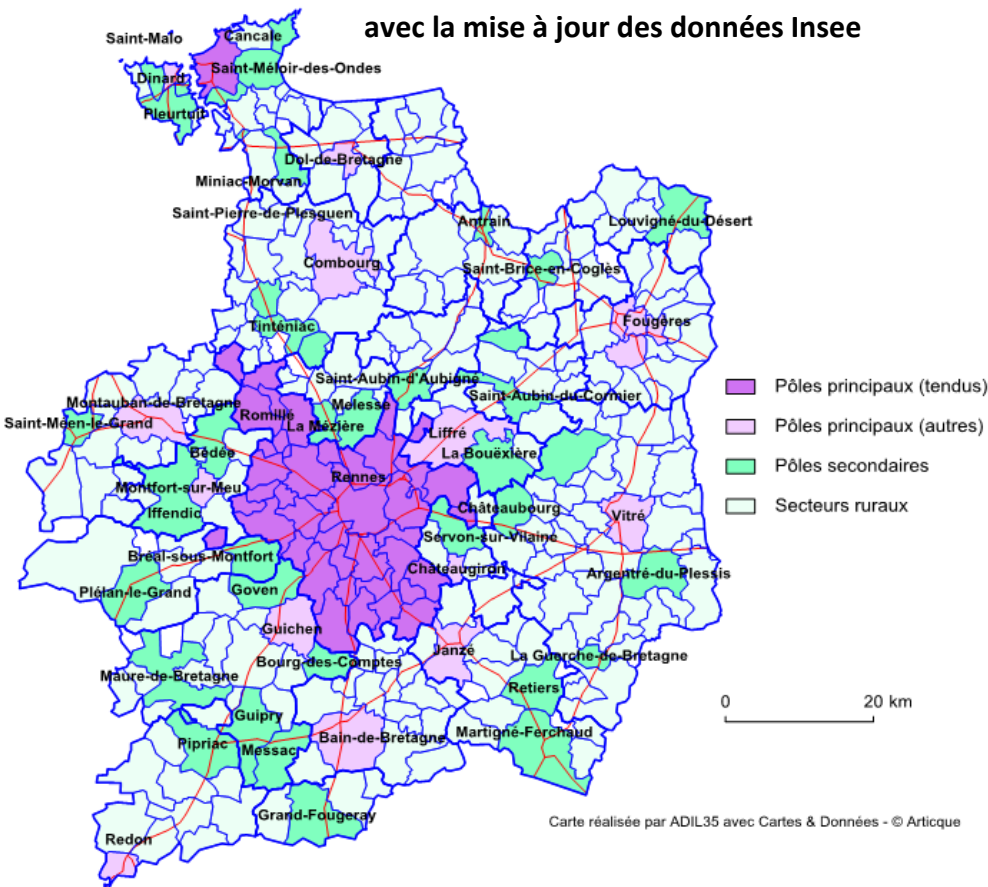 avec la mise à jour des données Insee
Saint-Malo
Cancale
Saint-Méloir-des-Ondes
Dinard
Pleurtuit
Dol-de-Bretagne
Miniac-Morvan
Saint-Pierre-de-Plesguen
Antrain
Louvigné-du-Désert
Combourg
Saint-Brice-en-Coglès
Tinténiac
Fougères
Saint-Aubin-d'Aubigné
Saint-Aubin-du-Cormier
Montauban-de-Bretagne
Melesse
Romillé
Saint-Méen-le-Grand
La Mézière
Liffré
Bédée
La Bouëxière
Rennes
Montfort-sur-Meu
Iffendic
Châteaubourg
Vitré
Servon-sur-Vilaine
Bréal-sous-Montfort
Châteaugiron
Argentré-du-Plessis
Plélan-le-Grand
Goven
Guichen
Janzé
La Guerche-de-Bretagne
Bourg-des-Comptes
Maure-de-Bretagne
Retiers
Guipry
Martigné-Ferchaud
Pipriac
Messac
Bain-de-Bretagne
Grand-Fougeray
Redon
Pôles principaux (tendus)
Pôles principaux (autres)
Pôles secondaires
Secteurs ruraux
0 20 km
Carte réalisée par ADIL35 avec Cartes & Données - © Articque